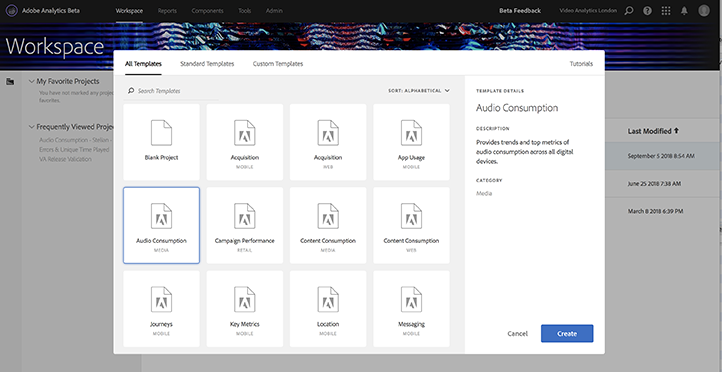 Adobe Analytics Beta
Workspace Reports Components Tools Admin
Beta Feedback Video Analytics London
Workspace
My Favorite Projects
You have not marked any
favorites.
Frequently Viewed Proje
Audio Consumption - Stellan -
Errors & Unique Time Played
VA Release Validation
All Templates Standard Templates Custom Templates Tutorials
Search Templates
SORT: ALPHABETICAL
Blank Project
Acquisition
MOBILE
Acquisition
WEB
App Usage
MOBILE
Audio Consumption
MEDIA
Campaign Performance
RETAIL
Content Consumption
MEDIA
Content Consumption
WEB
Journeys
MOBILE
Key Metrics
MOBILE
Location
MOBILE
Messaging
MOBILE
TEMPLATE DETAILS
Audio Consumption
DESCRIPTION
Provides trends and top metrics of
audio consumption across all digital
devices.
CATEGORY
Media
Cancel
Create
Last Modified
September 5 2018 8:54 AM
June 25 2018 7:38 AM
March 8 2018 6:39 PM